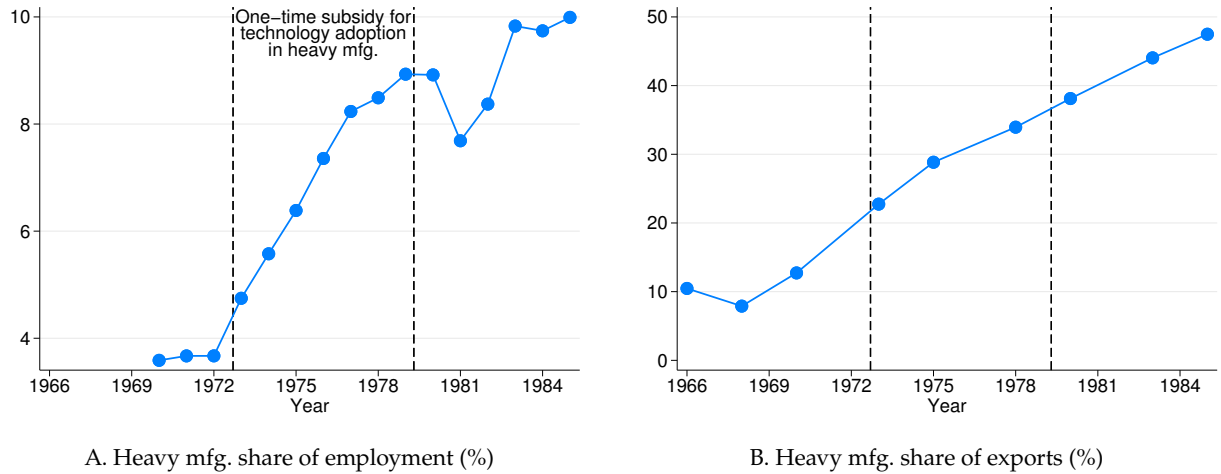 One-time subsidy for
technology adoption
in heavy mfg.
10
8
6
4
1966 1969 1972 1975 1978 1981 1984
Year
A. Heavy mfg. share of employment (%)
50
40
30
20
10
0
1966 1969 1972 1975 1978 1981 1984
Year
B. Heavy mfg. share of exports (%)